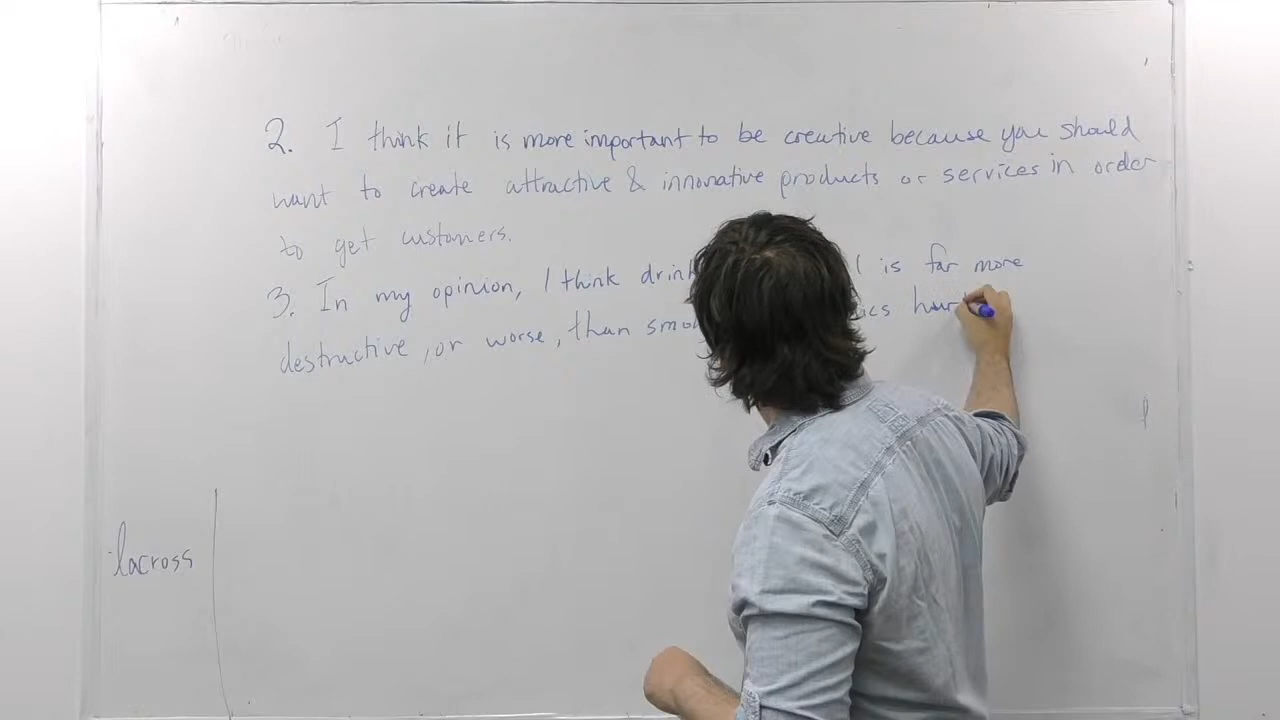 2. I think it is more important to be creative because you should
want to create attractive & innovative products or services in order
to get customers.
3. In my opinion, I think drin is far more
destructive, or worse, than smo hur
lacross